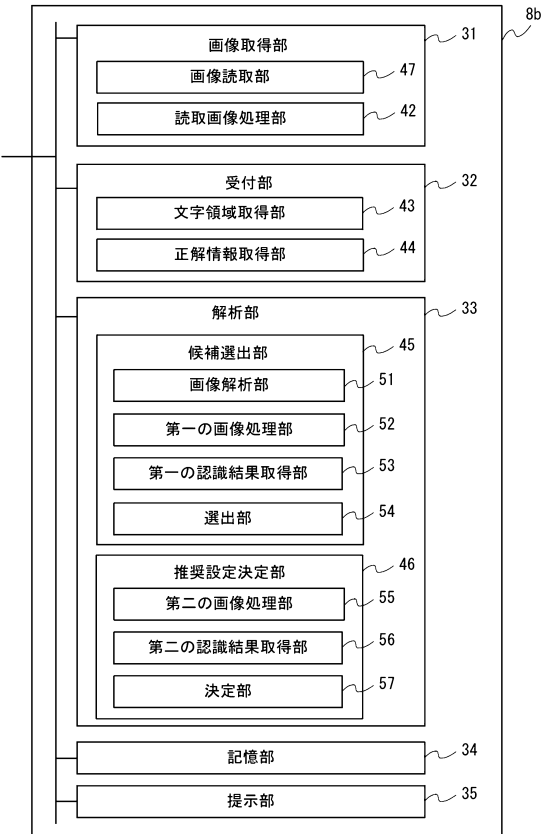 8b
画像取得部 31
画像読取部 47
読取画像処理部 42
受付部 32
文字領域取得部 43
正解情報取得部 44
解析部 33
候補選出部 45
画像解析部 51
第一の画像処理部 52
第一の認識結果取得部 53
選出部 54
推奨設定決定部 46
第二の画像処理部 55
第二の認識結果取得部 56
決定部 57
記憶部 34
提示部 35